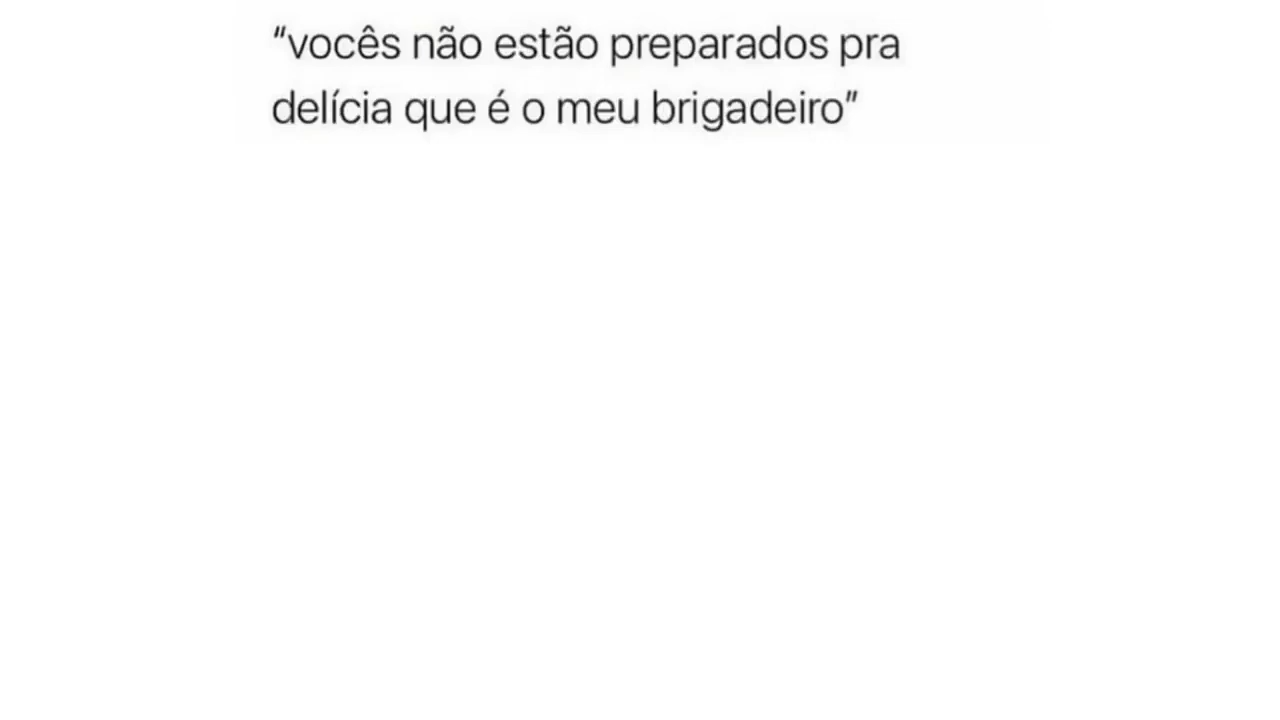 “vocês não estão preparados pra
delícia que é o meu brigadeiro”